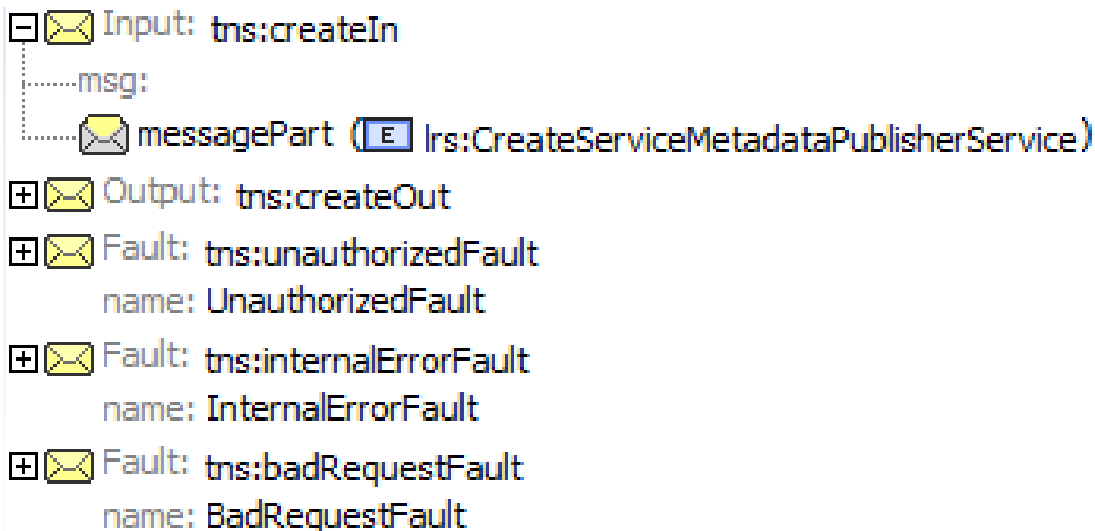 Input: tns:createIn
msg:
messagePart (E lrs:CreateServiceMetadataPublisherService)
Output: tns:createOut
Fault: tns:unauthorizedFault
name: UnauthorizedFault
Fault: tns:internalErrorFault
name: InternalErrorFault
Fault: tns:badRequestFault
name: BadRequestFault